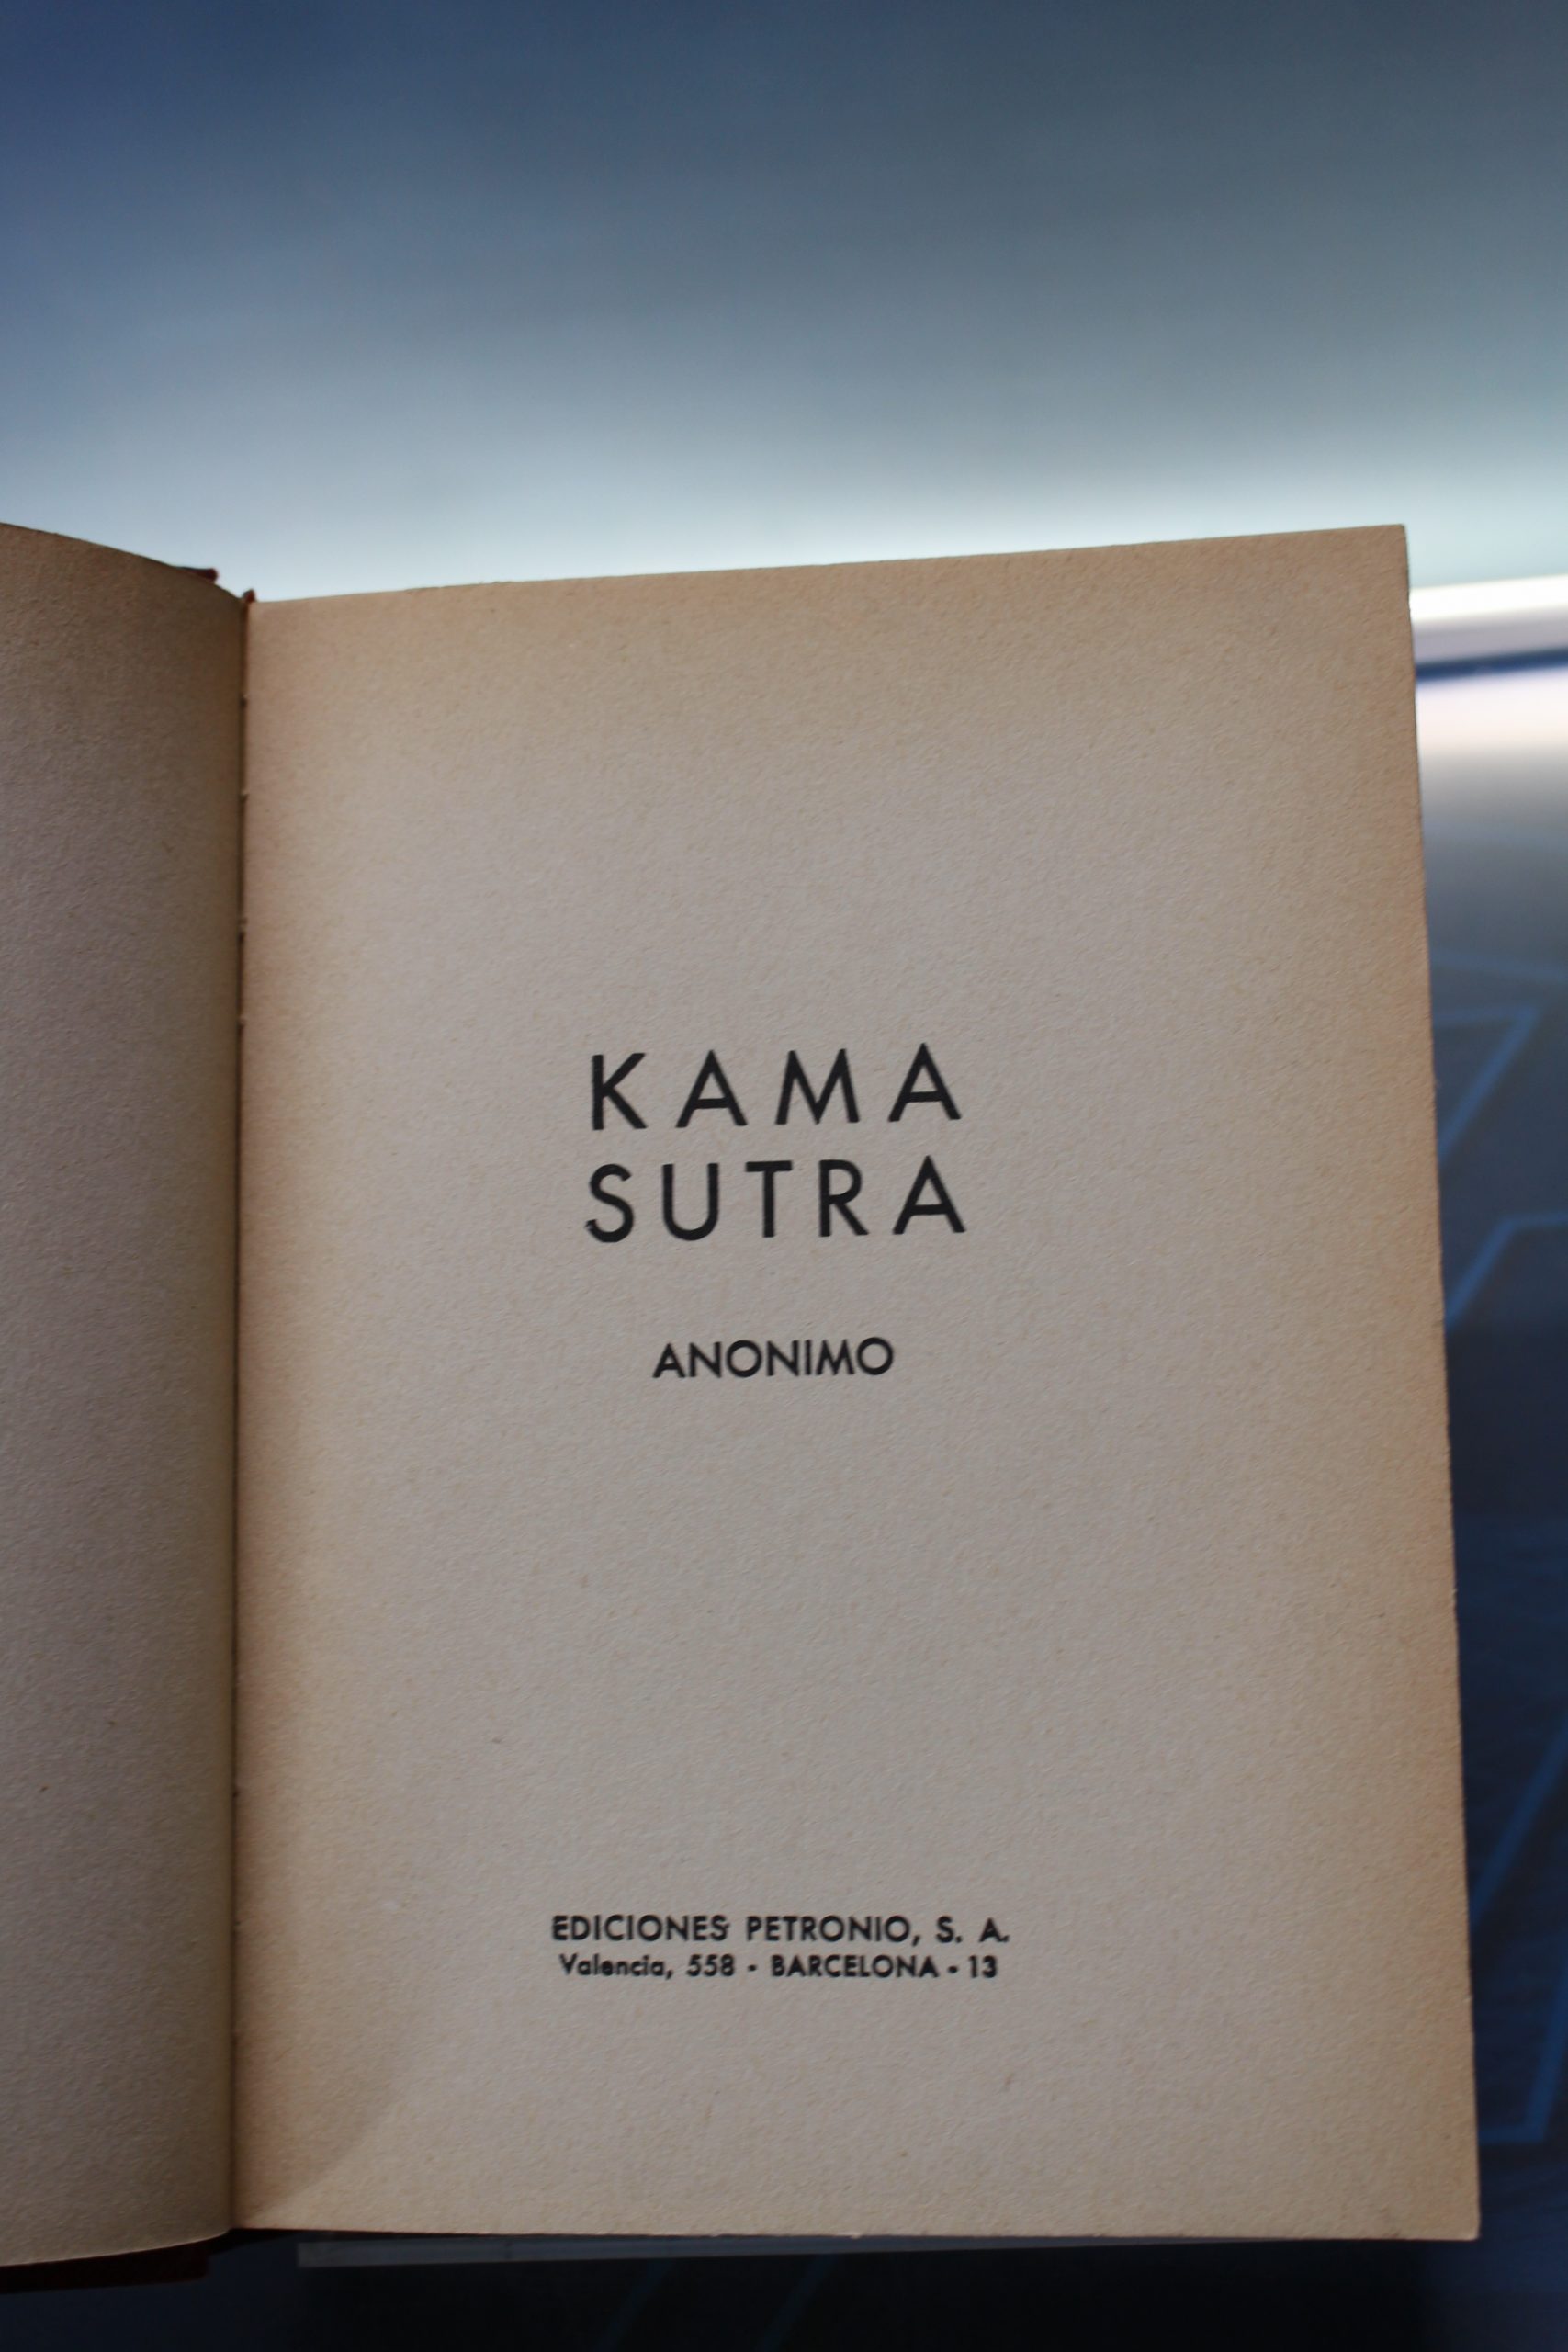 KAMA
SUTRA
ANONIMO
EDICIONES PETRONIO, S. A.
Valencia, 558 - BARCELONA - 13